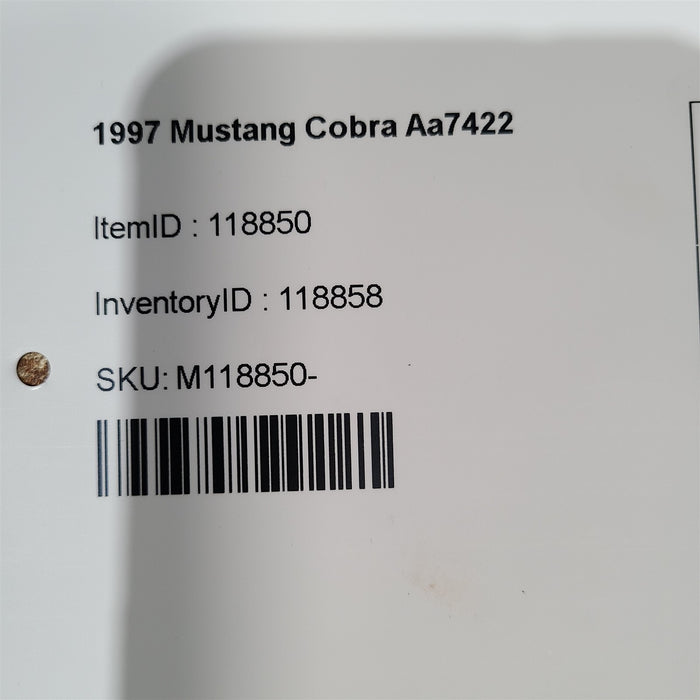 1997 Mustang Cobra Aa7422
ItemID : 118850
InventoryID : 118858
SKU: M118850-